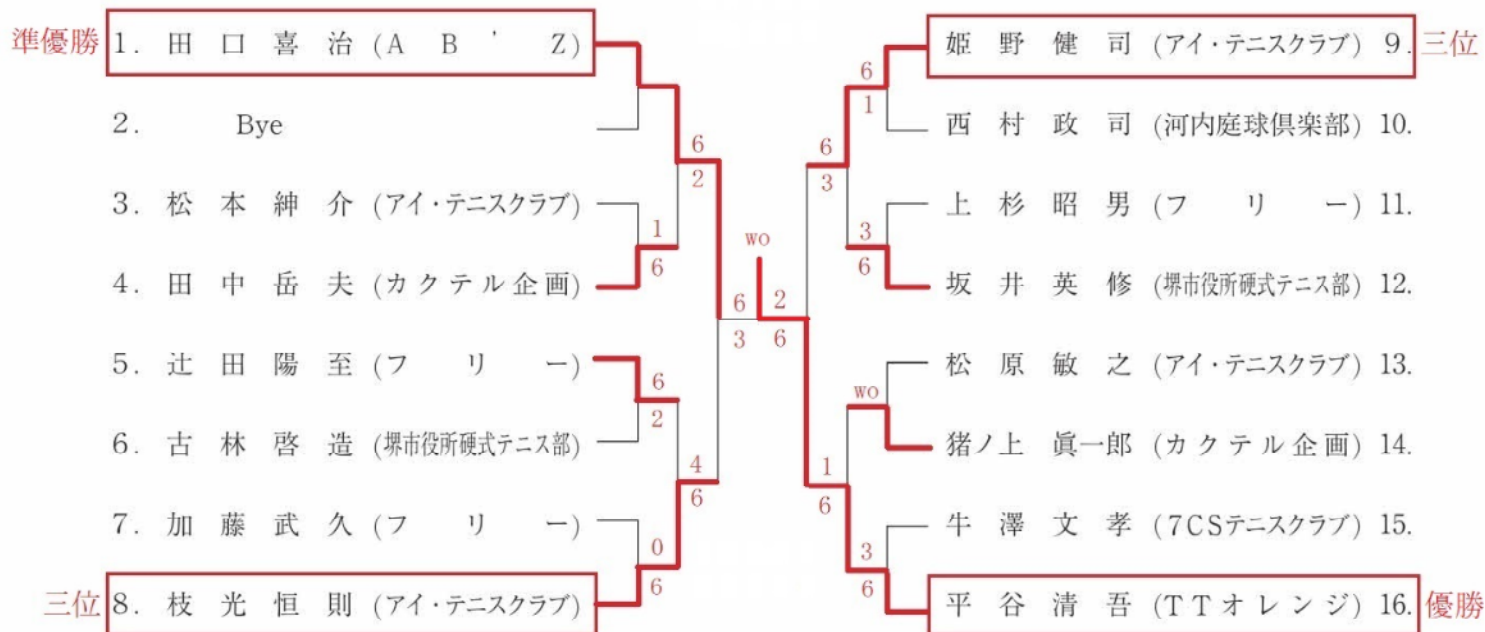 準優勝 1. 田口喜治 (AB'Z)
2. Bye
6
2
3. 松本紳介 (アイ・テニスクラブ)
1
6
4. 田中岳夫 (カクテル企画)
6
3
5. 辻田陽至 (フリー)
6
2
6. 古林啓造 (堺市役所硬式テニス部)
4
6
7. 加藤武久 (フリー)
0
6
三位 8. 枝光恒則 (アイ・テニスクラブ)
wo
2
6
姫野健司 (アイ・テニスクラブ) 9. 三位
6
1
西村政司 (河内庭球倶楽部) 10.
6
3
上杉昭男 (フリー) 11.
3
6
坂井英修 (堺市役所硬式テニス部) 12.
松原敏之 (アイ・テニスクラブ) 13.
wo
猪ノ上眞一郎 (カクテル企画) 14.
1
6
牛澤文孝 (7CSテニスクラブ) 15.
3
6
平谷清吾 (TTオレンジ) 16. 優勝